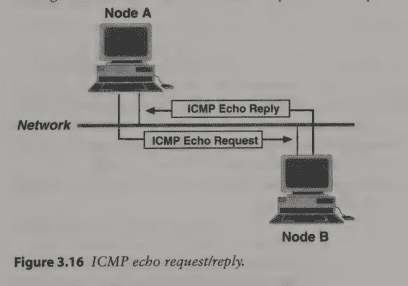 Node A
ICMP Echo Reply
Network
ICMP Echo Request
Node B
Figure 3.16 ICMP echo request/reply.